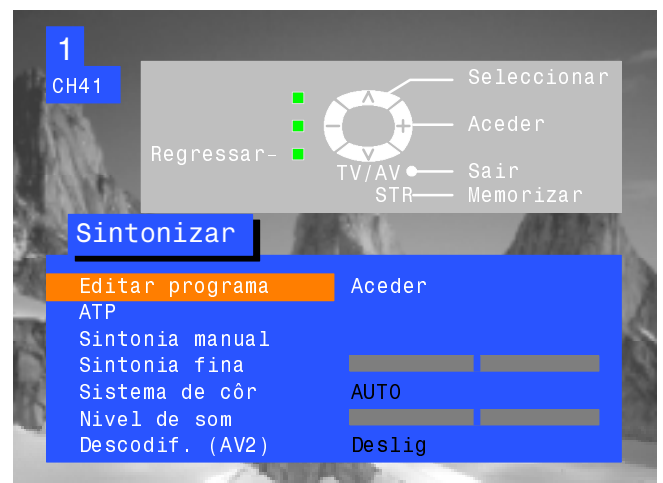 1
CH41
Seleccionar
Aceder
Regressar-
TV/AV Sair
STR Memorizar
Sintonizar
Editar programa Aceder
ATP
Sintonia manual
Sintonia fina
Sistema de côr AUTO
Nivel de som
Descodif. (AV2) Deslig